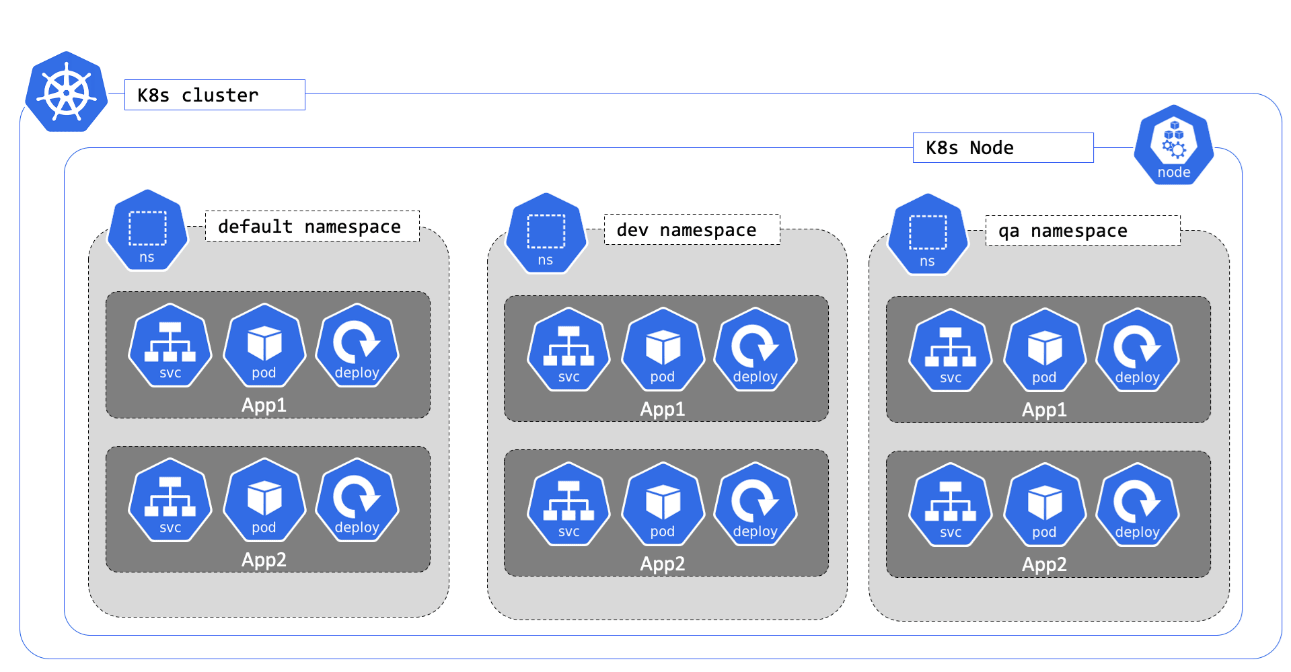 K8s cluster
K8s Node
node
default namespace
ns
svc pod deploy
App1
svc pod deploy
App2
dev namespace
ns
svc pod deploy
App1
svc pod deploy
App2
qa namespace
ns
svc pod deploy
App1
svc pod deploy
App2